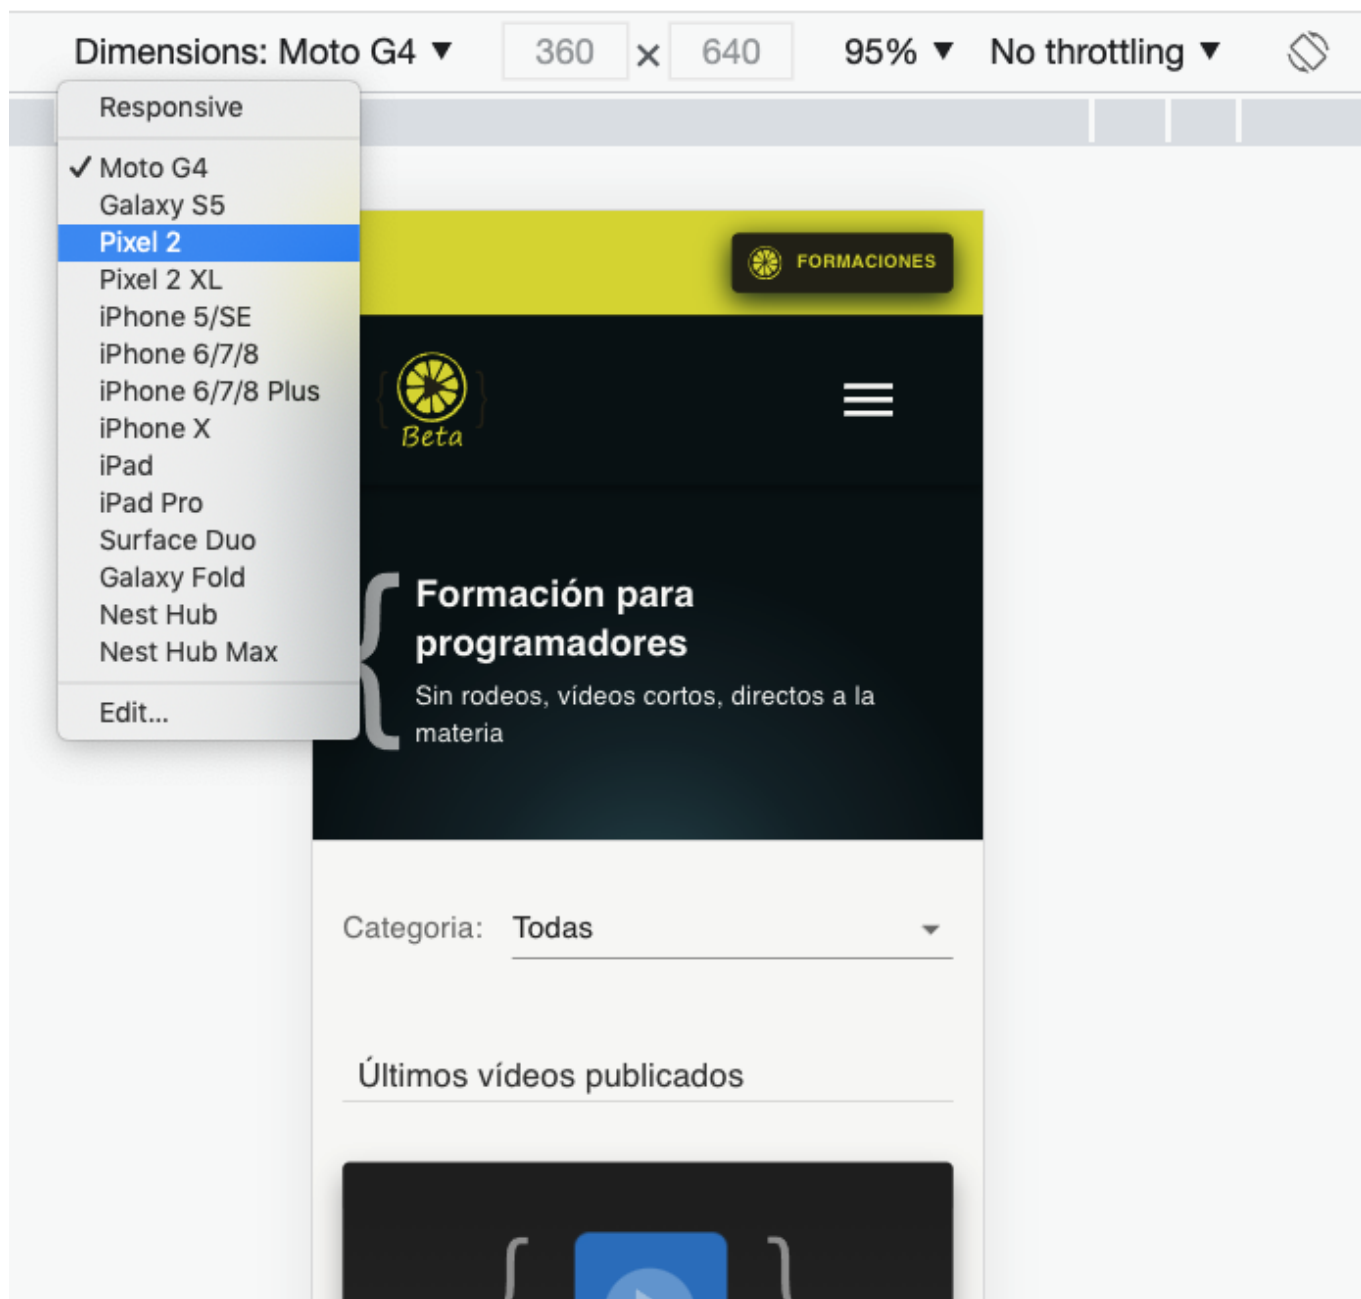 Dimensions: Moto G4 ▼ 360 × 640 95% ▼ No throttling ▼
Responsive
✓ Moto G4
Galaxy S5
Pixel 2
Pixel 2 XL
iPhone 5/SE
iPhone 6/7/8
iPhone 6/7/8 Plus
iPhone X
iPad
iPad Pro
Surface Duo
Galaxy Fold
Nest Hub
Nest Hub Max
Edit...
FORMACIONES
{ }
Beta
{
Formación para
programadores
Sin rodeos, vídeos cortos, directos a la
materia
Categoria: Todas
Últimos vídeos publicados
{ }